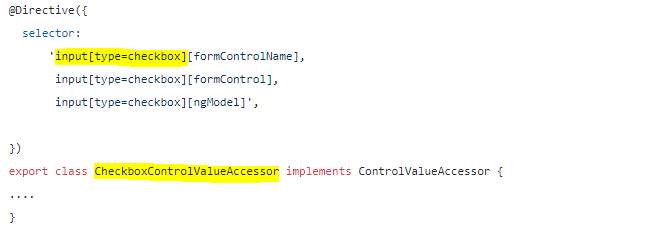 @Directive({
selector:
'input[type=checkbox][formControlName],
input[type=checkbox][formControl],
input[type=checkbox][ngModel]',
})
export class CheckboxControlValueAccessor implements ControlValueAccessor {
....
}